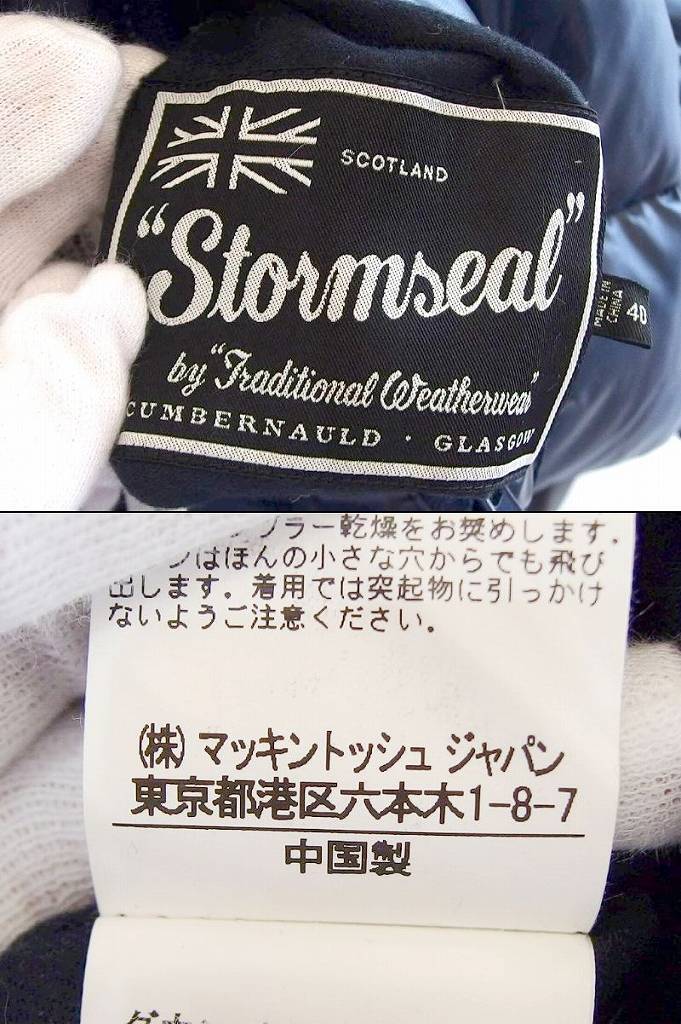 SCOTLAND
"Stormseal"
by "Traditional Weatherwear"
CUMBERNAULD · GLASGOW
MADE IN
CHINA
40
ブラー乾燥をお奨めします.
はほんの小さな穴からでも飛び
出します. 着用では突起物に引っかけ
ないようご注意ください.
㈱ マッキントッシュ ジャパン
東京都港区六本木1-8-7
中国製